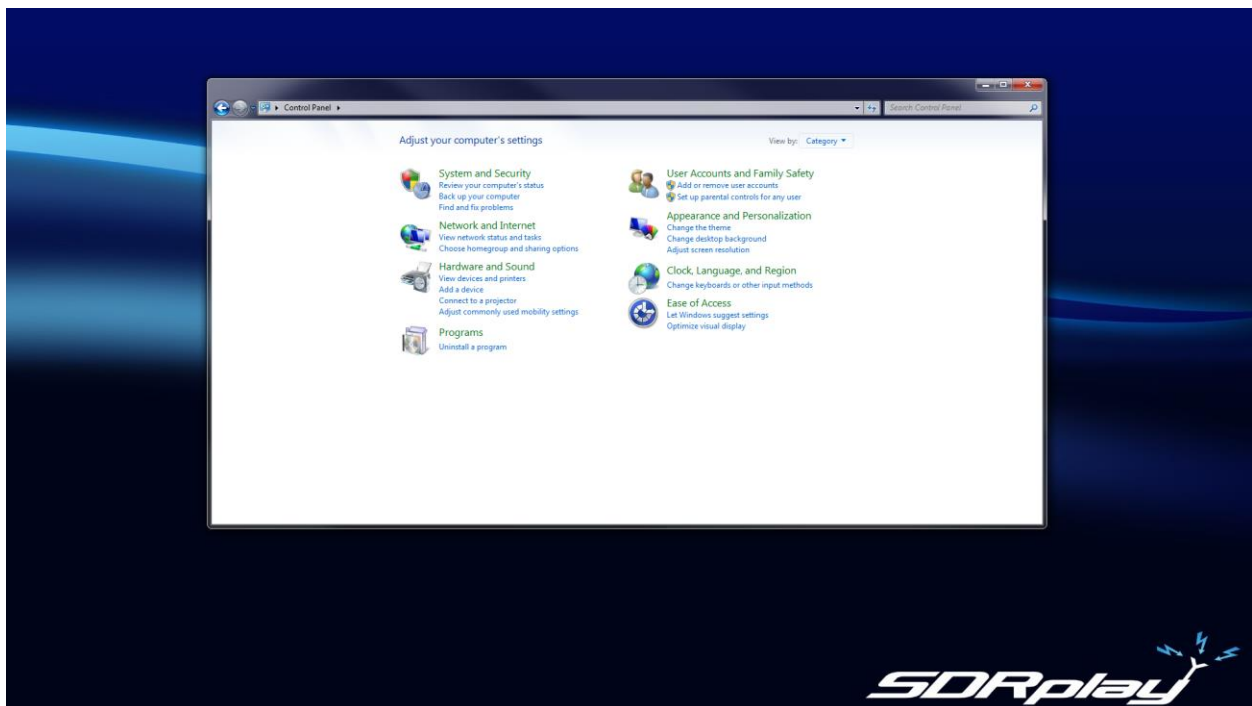 Control Panel
Search Control Panel
Adjust your computer's settings
View by: Category
System and Security
Review your computer's status
Back up your computer
Find and fix problems
Network and Internet
View network status and tasks
Choose homegroup and sharing options
Hardware and Sound
View devices and printers
Add a device
Connect to a projector
Adjust commonly used mobility settings
Programs
Uninstall a program
User Accounts and Family Safety
Add or remove user accounts
Set up parental controls for any user
Appearance and Personalization
Change the theme
Change desktop background
Adjust screen resolution
Clock, Language, and Region
Change keyboards or other input methods
Ease of Access
Let Windows suggest settings
Optimize visual display
SDRplay